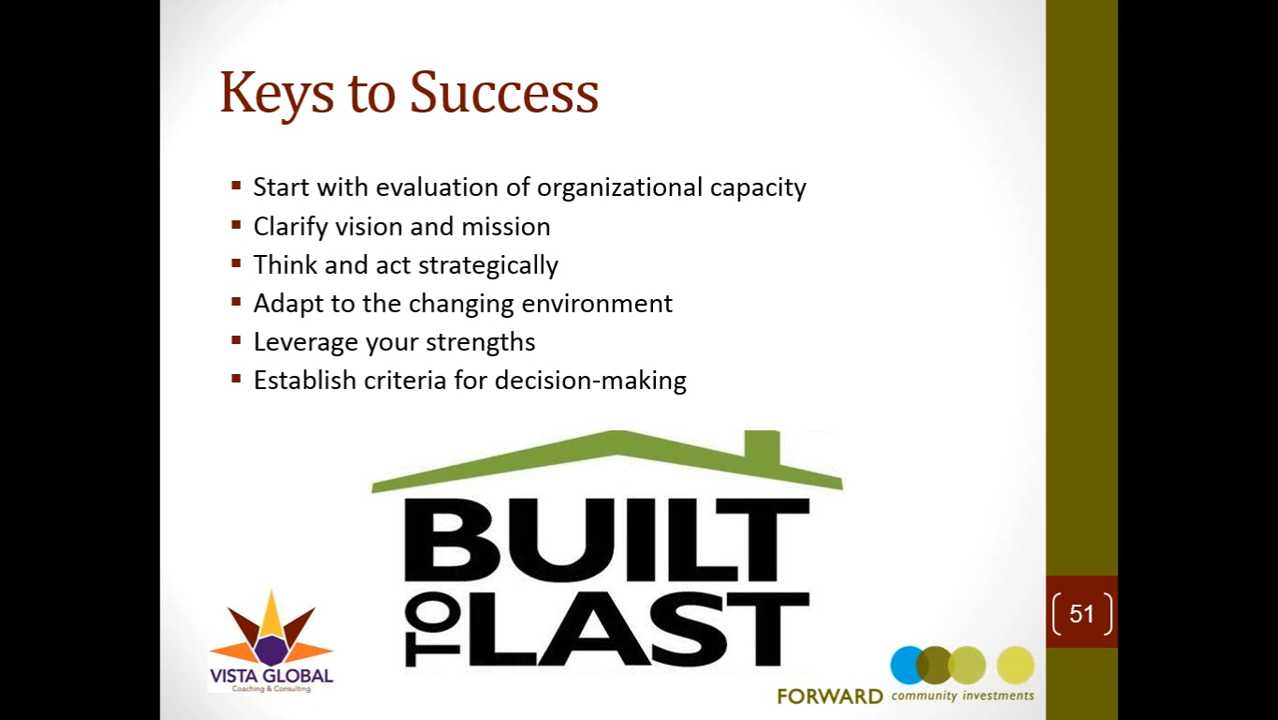 Keys to Success
Start with evaluation of organizational capacity
Clarify vision and mission
Think and act strategically
Adapt to the changing environment
Leverage your strengths
Establish criteria for decision-making
BUILT
TO LAST
51
VISTA GLOBAL
Coaching & Consulting
FORWARD community investments